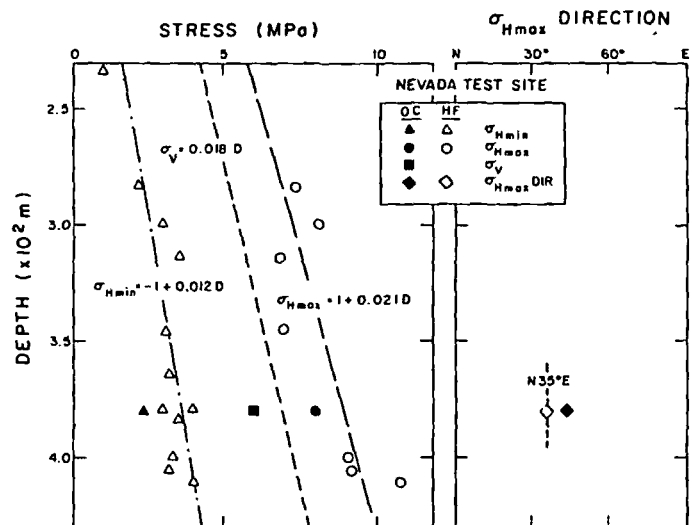 STRESS (MPa)
σHmax DIRECTION
0 5 10 N 30° 60° E
NEVADA TEST SITE
OC HF
σHmin
σHmax
σV
σHmax DIR
2.5
3.0
3.5
4.0
DEPTH (x10² m)
σV = 0.018 D
σHmin = -1 + 0.012 D
σHmax = 1 + 0.021 D
N35°E